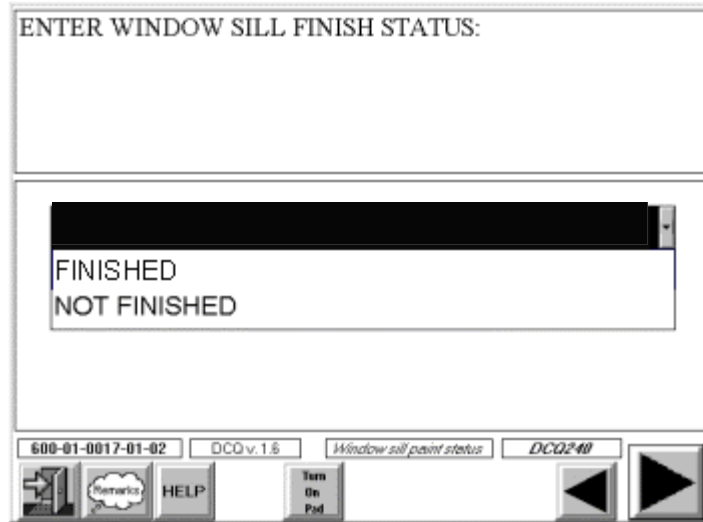 ENTER WINDOW SILL FINISH STATUS:
FINISHED
NOT FINISHED
600-01-0017-01-02 DCQ v. 1.6 Window sill paint status DCQ240
Remarks HELP Turn
On
Pad